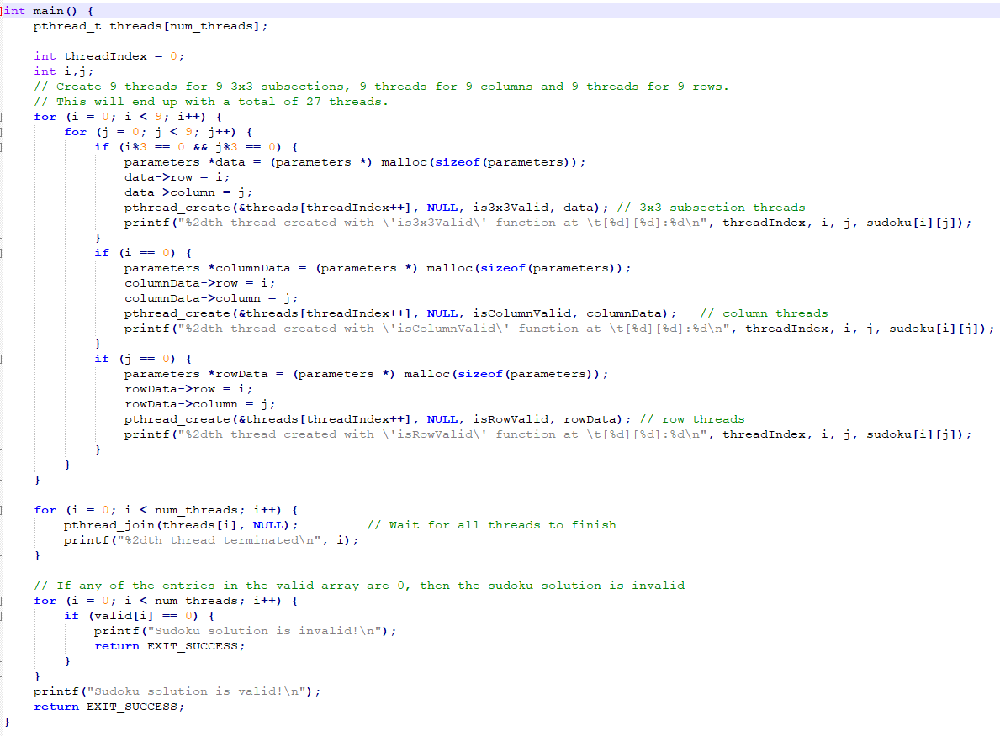 int main() {
    pthread_t threads[num_threads];

    int threadIndex = 0;
    int i,j;
    // Create 9 threads for 9 3x3 subsections, 9 threads for 9 columns and 9 threads for 9 rows.
    // This will end up with a total of 27 threads.
    for (i = 0; i < 9; i++) {
        for (j = 0; j < 9; j++) {
            if (i%3 == 0 && j%3 == 0) {
                parameters *data = (parameters *) malloc(sizeof(parameters));
                data->row = i;
                data->column = j;
                pthread_create(&threads[threadIndex++], NULL, is3x3Valid, data); // 3x3 subsection threads
                printf("%2dth thread created with \'is3x3Valid\' function at \t[%d][%d]:%d\n", threadIndex, i, j, sudoku[i][j]);
            }
            if (i == 0) {
                parameters *columnData = (parameters *) malloc(sizeof(parameters));
                columnData->row = i;
                columnData->column = j;
                pthread_create(&threads[threadIndex++], NULL, isColumnValid, columnData);   // column threads
                printf("%2dth thread created with \'isColumnValid\' function at \t[%d][%d]:%d\n", threadIndex, i, j, sudoku[i][j]);
            }
            if (j == 0) {
                parameters *rowData = (parameters *) malloc(sizeof(parameters));
                rowData->row = i;
                rowData->column = j;
                pthread_create(&threads[threadIndex++], NULL, isRowValid, rowData); // row threads
                printf("%2dth thread created with \'isRowValid\' function at \t[%d][%d]:%d\n", threadIndex, i, j, sudoku[i][j]);
            }
        }
    }

    for (i = 0; i < num_threads; i++) {
        pthread_join(threads[i], NULL);         // Wait for all threads to finish
        printf("%2dth thread terminated\n", i);
    }

    // If any of the entries in the valid array are 0, then the sudoku solution is invalid
    for (i = 0; i < num_threads; i++) {
        if (valid[i] == 0) {
            printf("Sudoku solution is invalid!\n");
            return EXIT_SUCCESS;
        }
    }
    printf("Sudoku solution is valid!\n");
    return EXIT_SUCCESS;
}